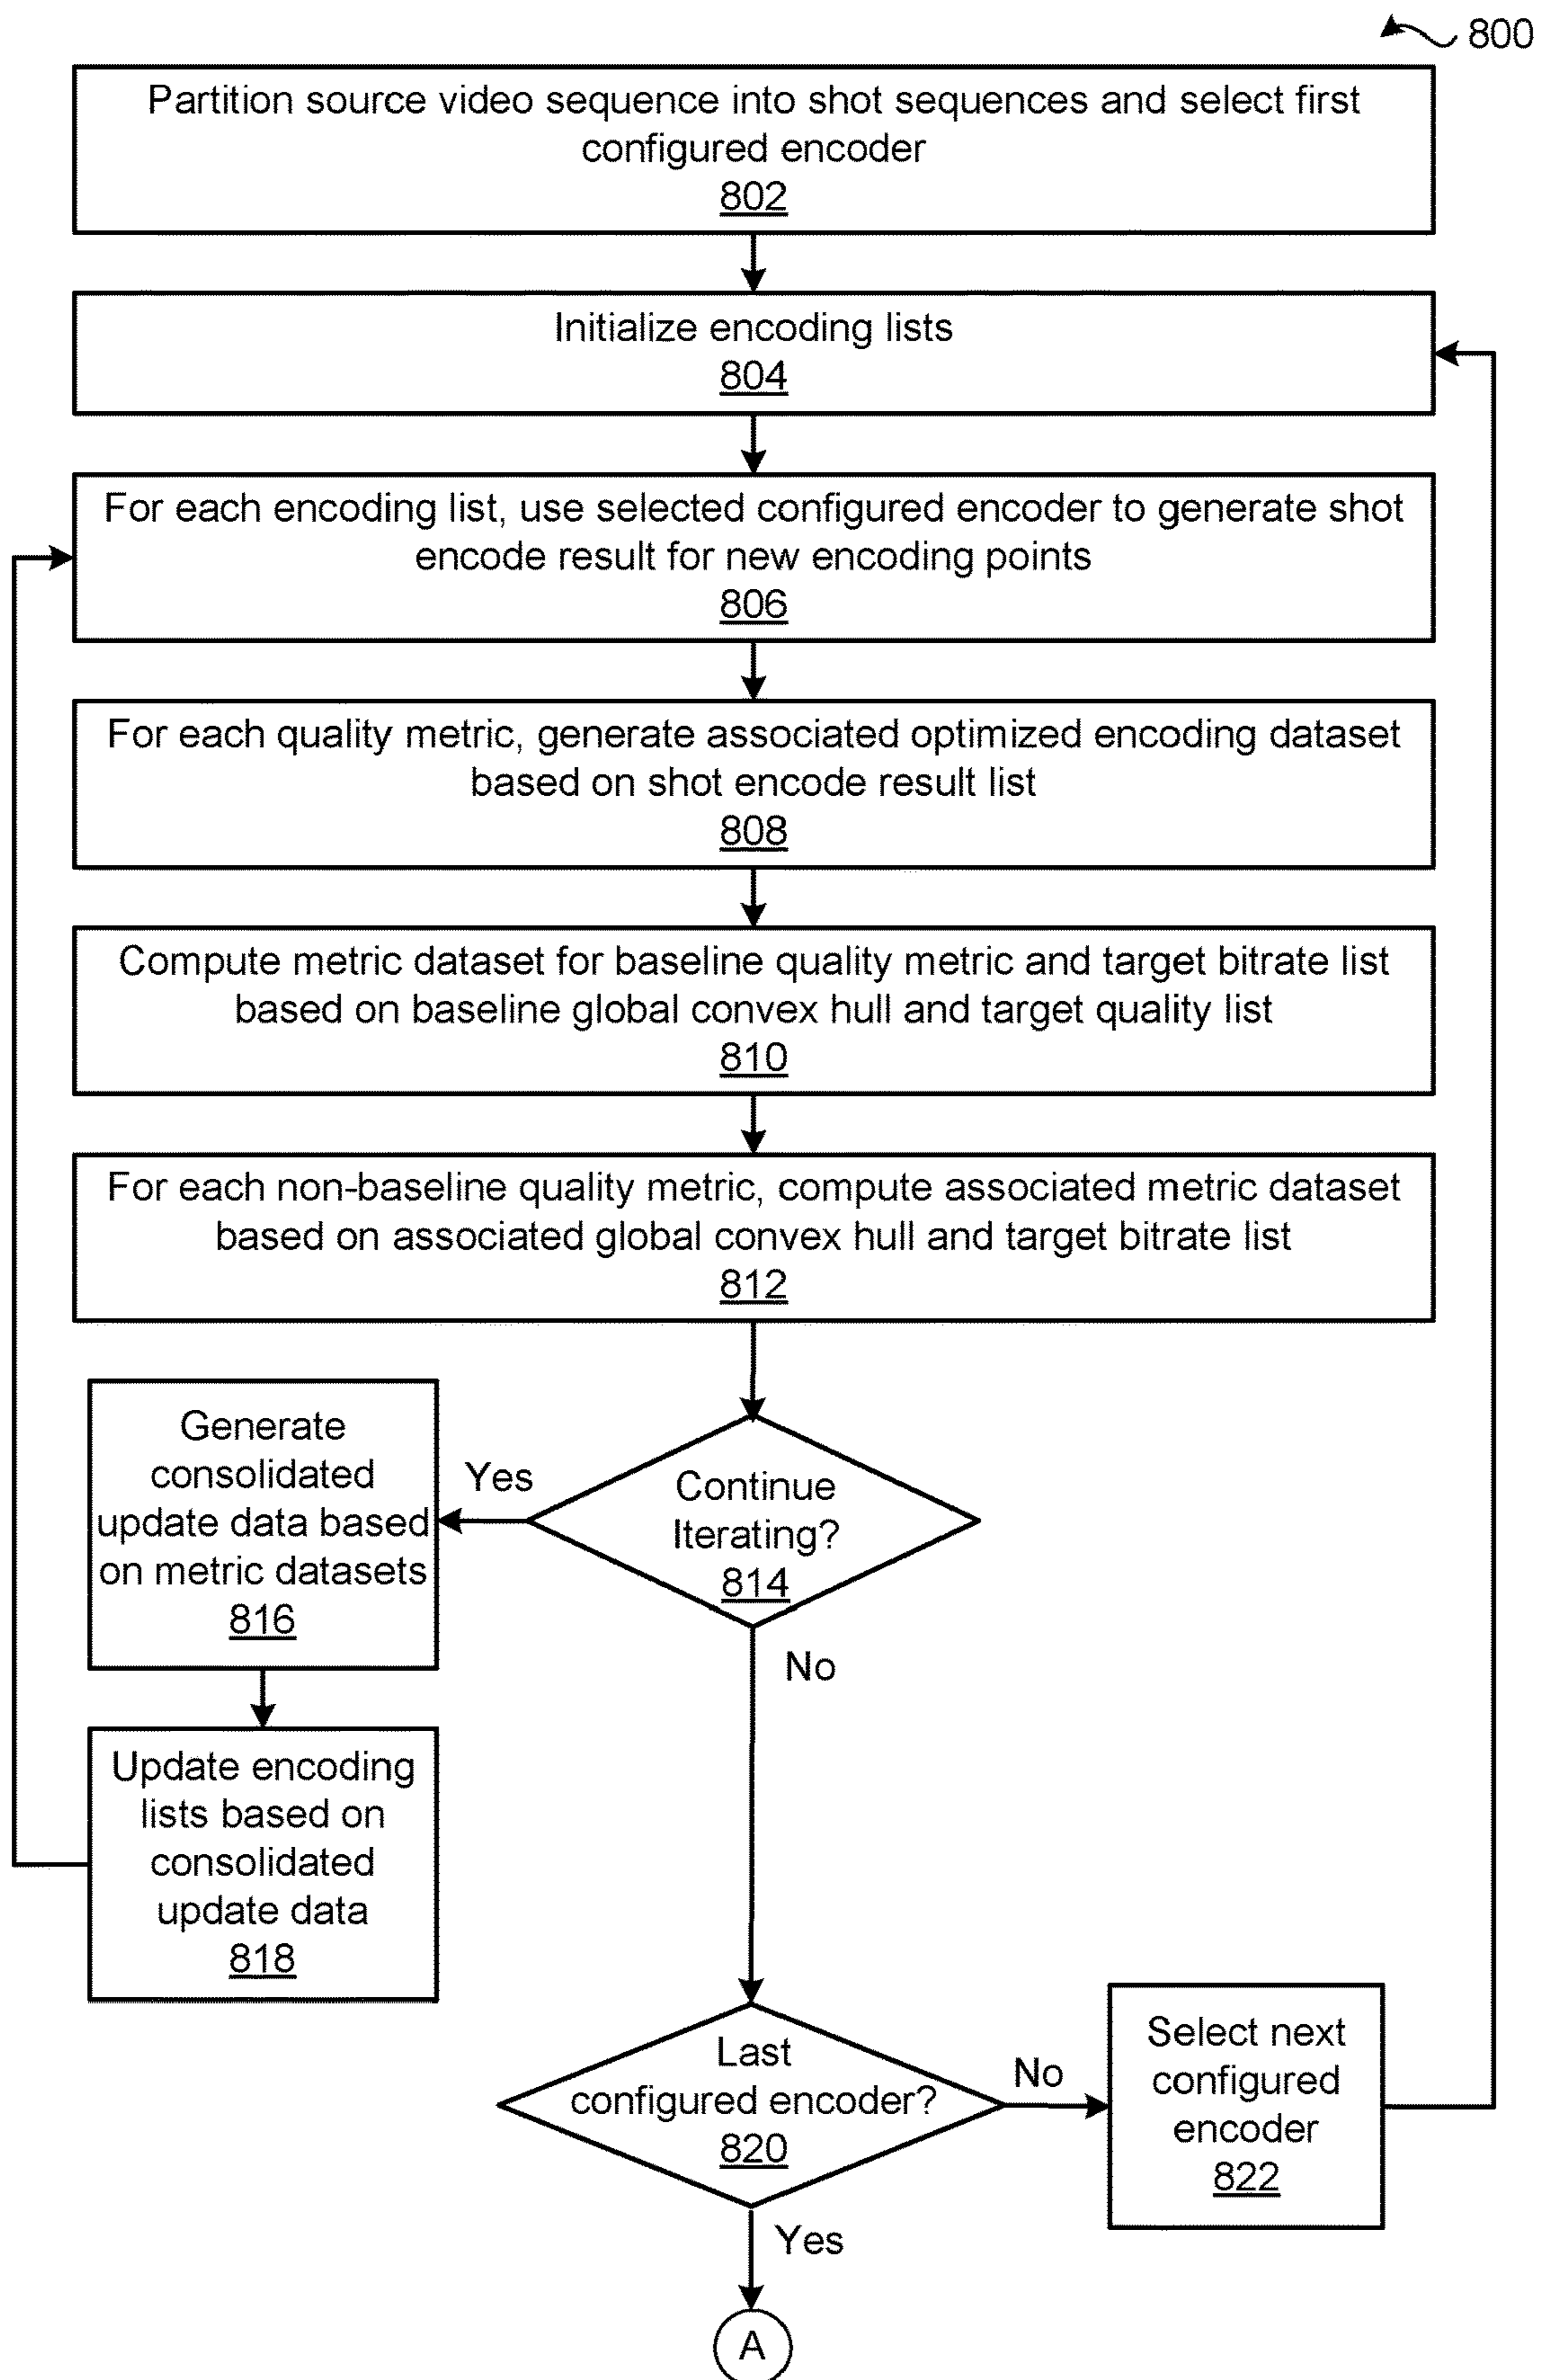 800
Partition source video sequence into shot sequences and select first
configured encoder
802
Initialize encoding lists
804
For each encoding list, use selected configured encoder to generate shot
encode result for new encoding points
806
For each quality metric, generate associated optimized encoding dataset
based on shot encode result list
808
Compute metric dataset for baseline quality metric and target bitrate list
based on baseline global convex hull and target quality list
810
For each non-baseline quality metric, compute associated metric dataset
based on associated global convex hull and target bitrate list
812
Generate
consolidated
update data based
on metric datasets
816
Yes
Continue
Iterating?
814
No
Update encoding
lists based on
consolidated
update data
818
Last
configured encoder?
820
No
Select next
configured
encoder
822
Yes
A